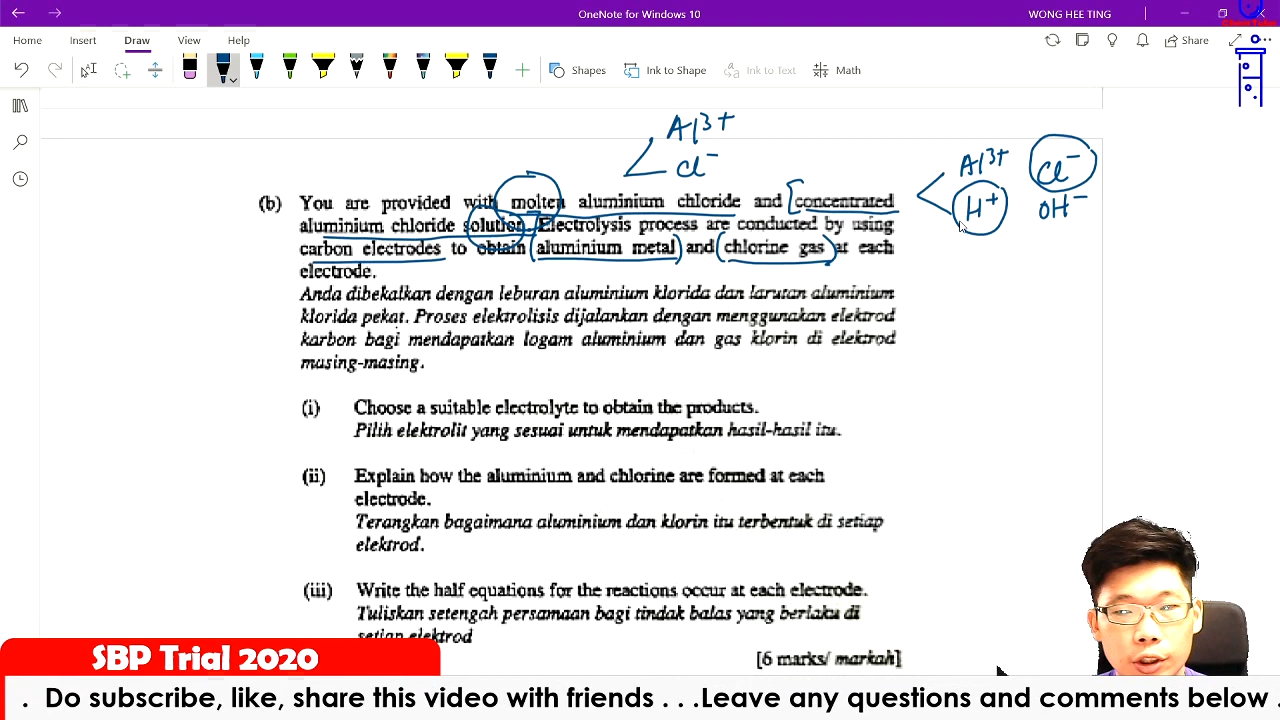 OneNote for Windows 10
WONG HEE TING
Home Insert Draw View Help
Share
Shapes Ink to Shape Ink to Text Math
Al³⁺
Cl⁻
Al³⁺ Cl⁻
H⁺ OH⁻
(b) You are provided with molten aluminium chloride and concentrated
aluminium chloride solution. Electrolysis process are conducted by using
carbon electrodes to obtain aluminium metal and chlorine gas at each
electrode.
Anda dibekalkan dengan leburan aluminium klorida dan larutan aluminium
klorida pekat. Proses elektrolisis dijalankan dengan menggunakan elektrod
karbon bagi mendapatkan logam aluminium dan gas klorin di elektrod
masing-masing.
(i) Choose a suitable electrolyte to obtain the products.
Pilih elektrolit yang sesuai untuk mendapatkan hasil-hasil itu.
(ii) Explain how the aluminium and chlorine are formed at each
electrode.
Terangkan bagaimana aluminium dan klorin itu terbentuk di setiap
elektrod.
(iii) Write the half equations for the reactions occur at each electrode.
Tuliskan setengah persamaan bagi tindak balas yang berlaku di
setiap elektrod
[6 marks/ markah]
SBP Trial 2020
. Do subscribe, like, share this video with friends . . .Leave any questions and comments below .